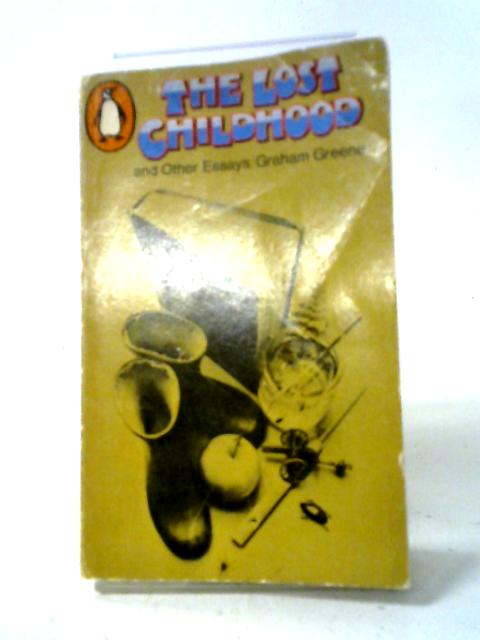 THE LOST
CHILDHOOD
and Other Essays Graham Greene